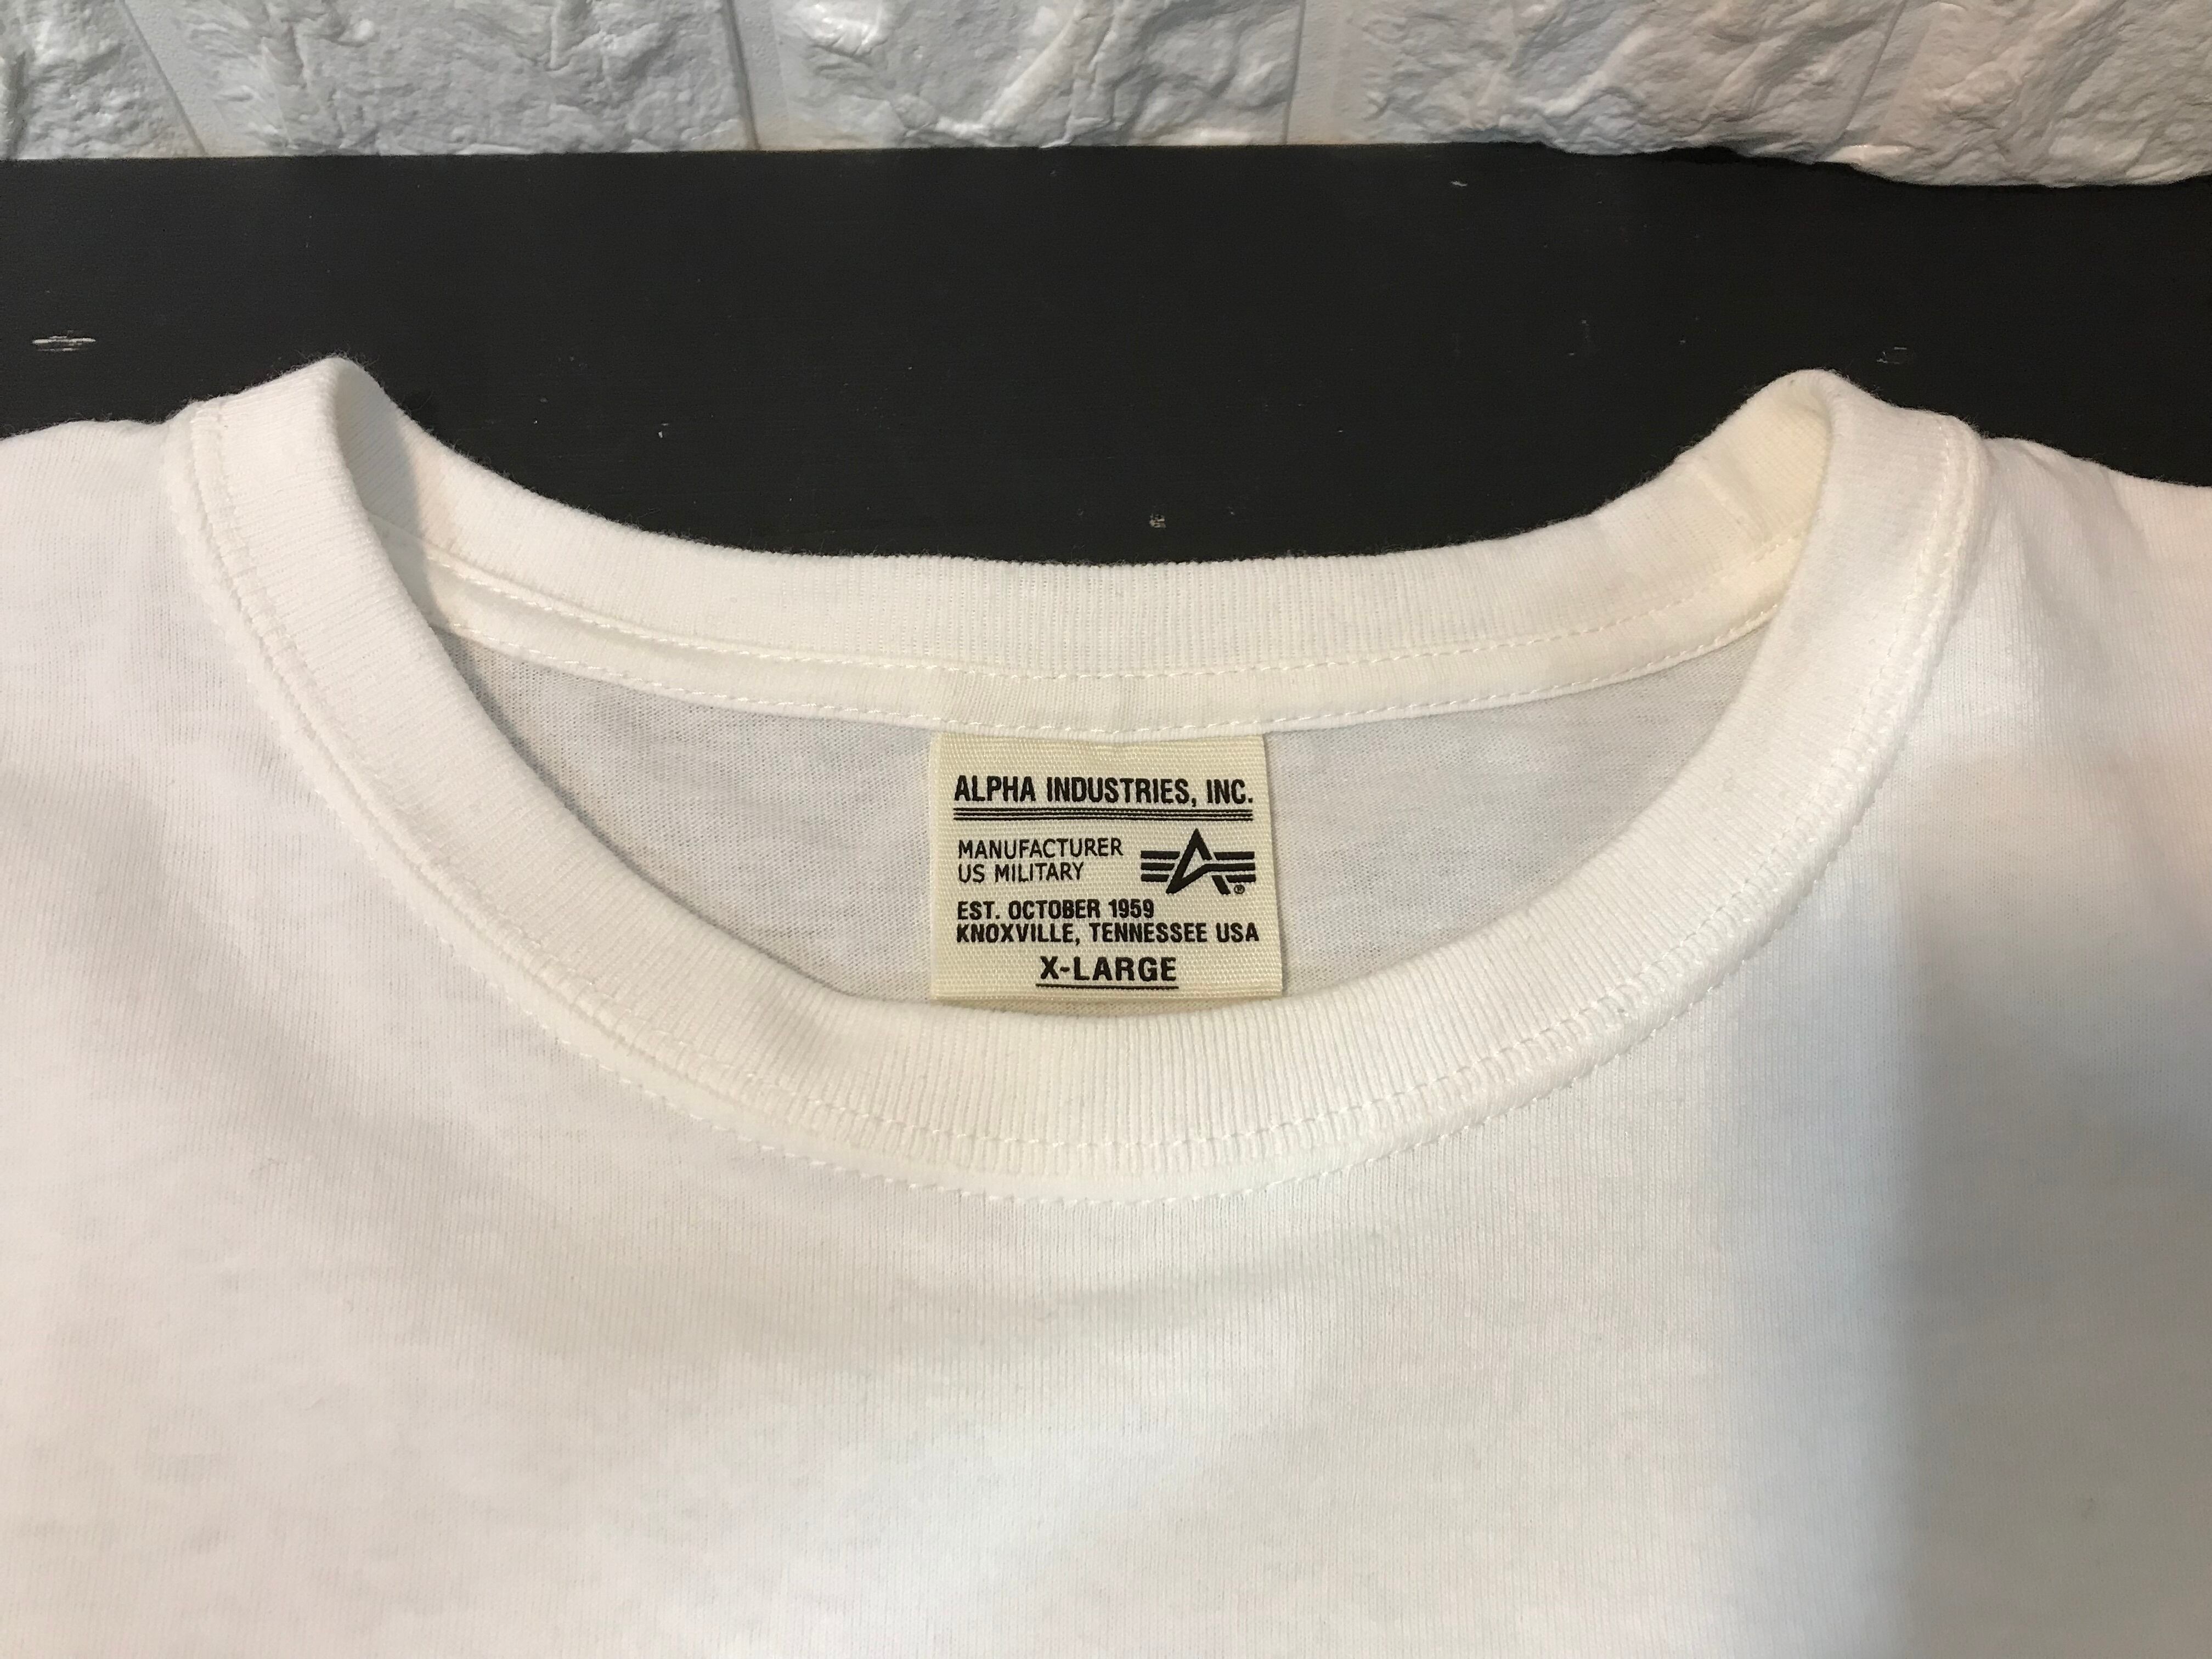 ALPHA INDUSTRIES, INC.
MANUFACTURER
US MILITARY
®
EST. OCTOBER 1959
KNOXVILLE, TENNESSEE USA
X-LARGE